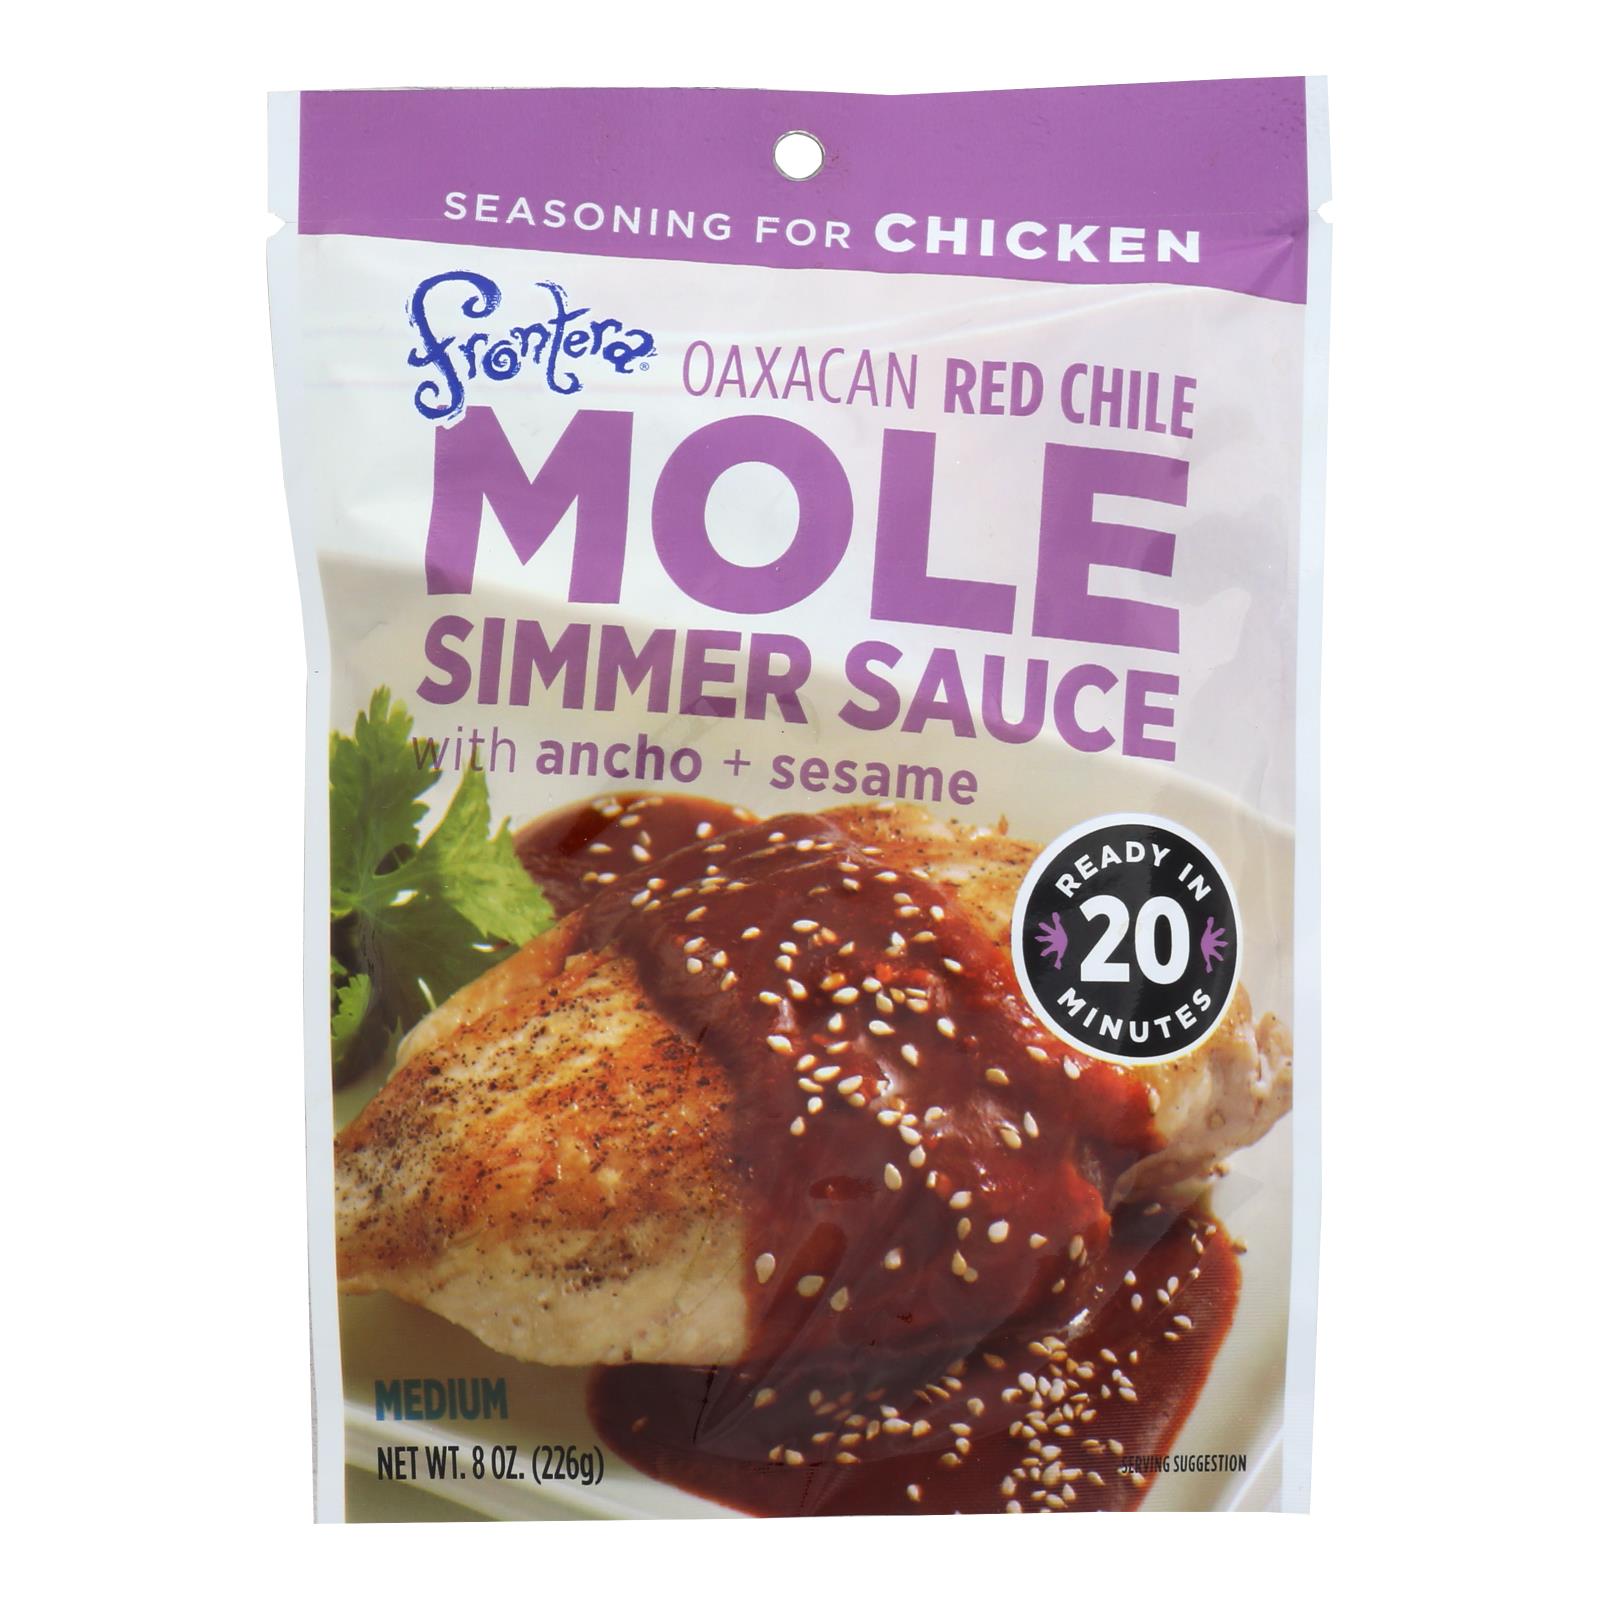 SEASONING FOR CHICKEN
frontera®
OAXACAN RED CHILE
MOLE
SIMMER SAUCE
with ancho + sesame
READY IN
20
MINUTES
MEDIUM
NET WT. 8 OZ. (226g)
SERVING SUGGESTION